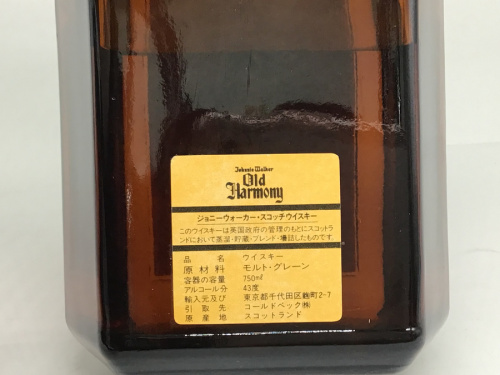 Johnnie Walker
Old
Harmony
ジョニーウォーカー・スコッチウイスキー
このウイスキーは英国政府の管理のもとにスコットラ
ンドにおいて蒸溜・貯蔵・ブレンド・壜詰したものです。
品名 ウイスキー
原材料 モルト・グレーン
容器の容量 750㎖
アルコール分 43度
輸入元及び 東京都千代田区麹町2-7
引取先 コールドベック㈱
原産地 スコットランド